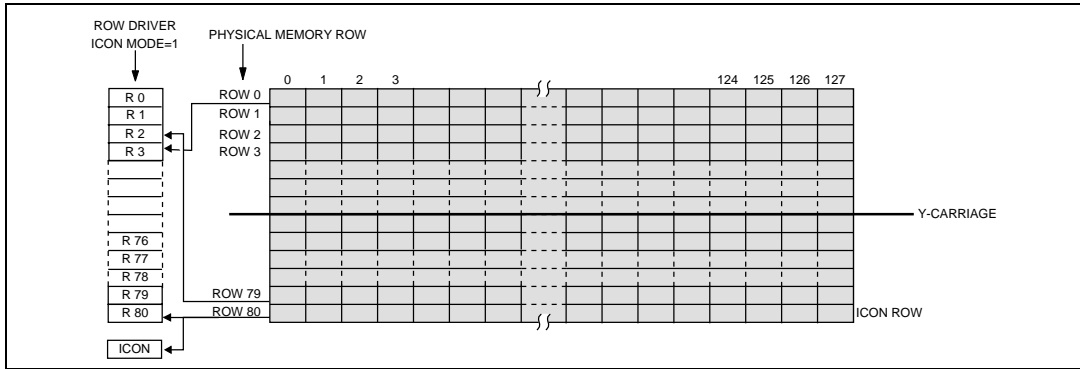 ROW DRIVER
ICON MODE=1
PHYSICAL MEMORY ROW
0 1 2 3 124 125 126 127
R 0 ROW 0
R 1 ROW 1
R 2 ROW 2
R 3 ROW 3
Y-CARRIAGE
R 76
R 77
R 78
R 79 ROW 79
R 80 ROW 80 ICON ROW
ICON